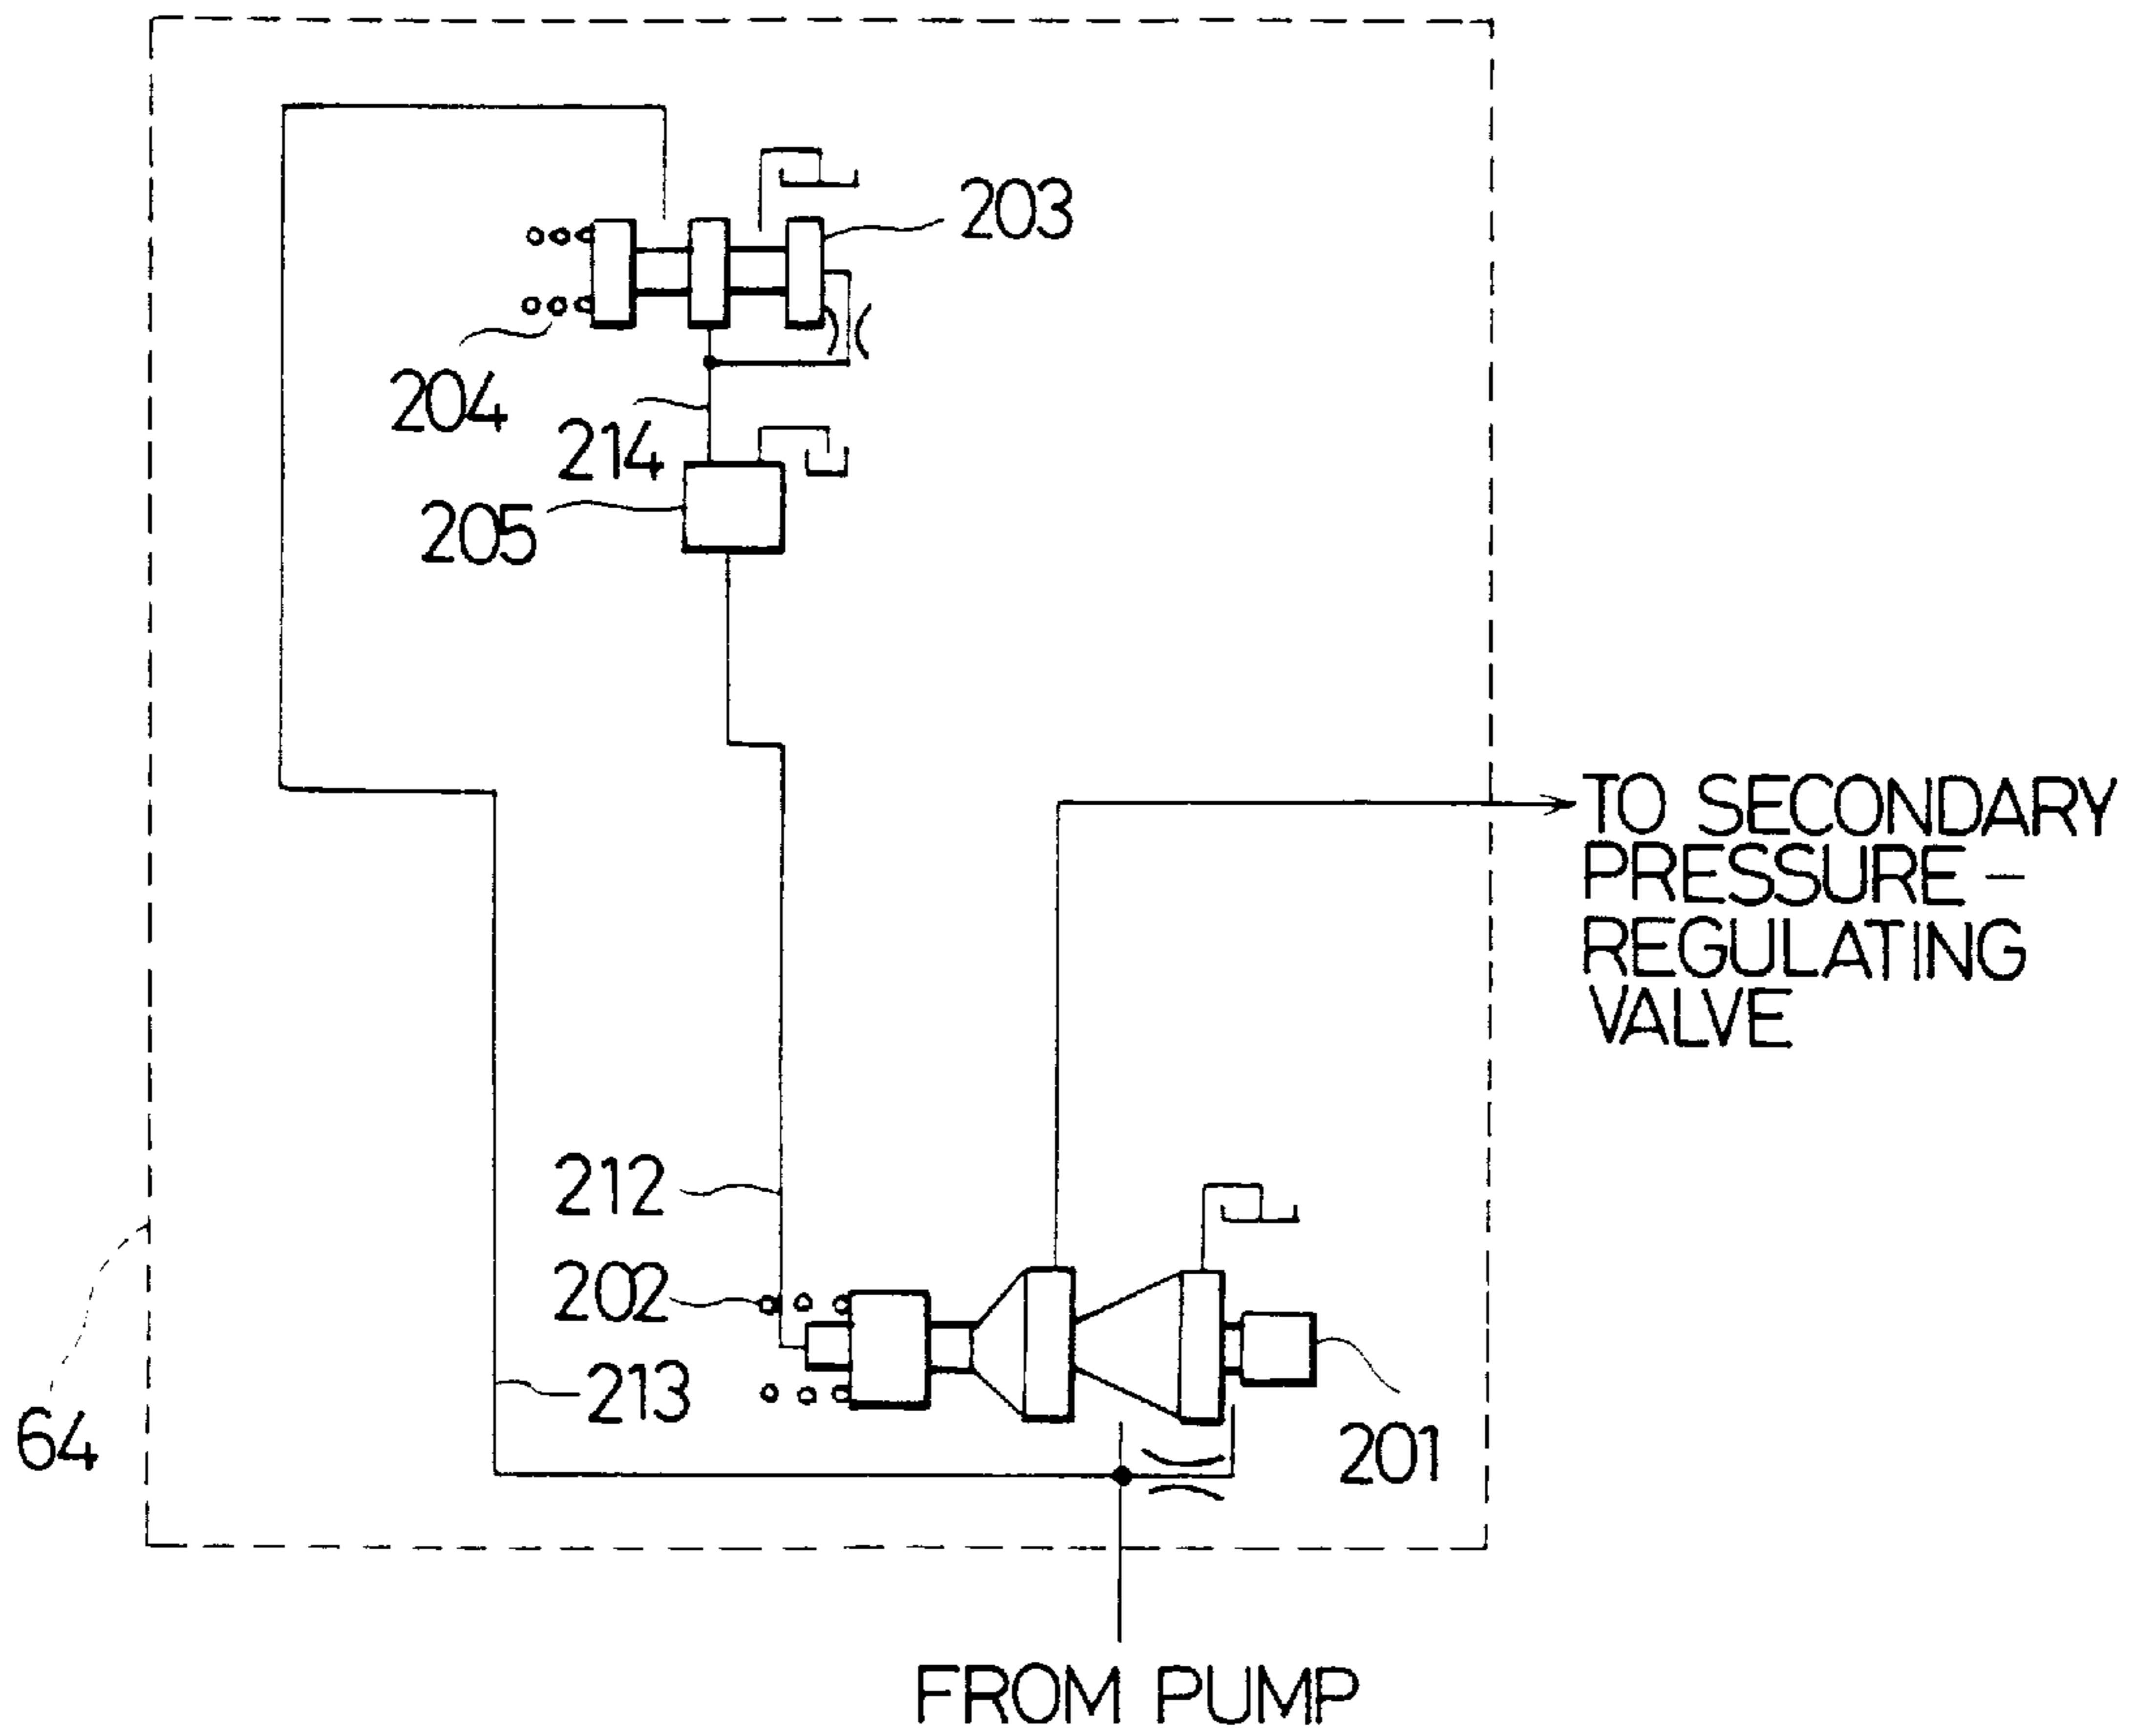 203
204
214
205
TO SECONDARY
PRESSURE-
REGULATING
VALVE
212
202
213
64
201
FROM PUMP